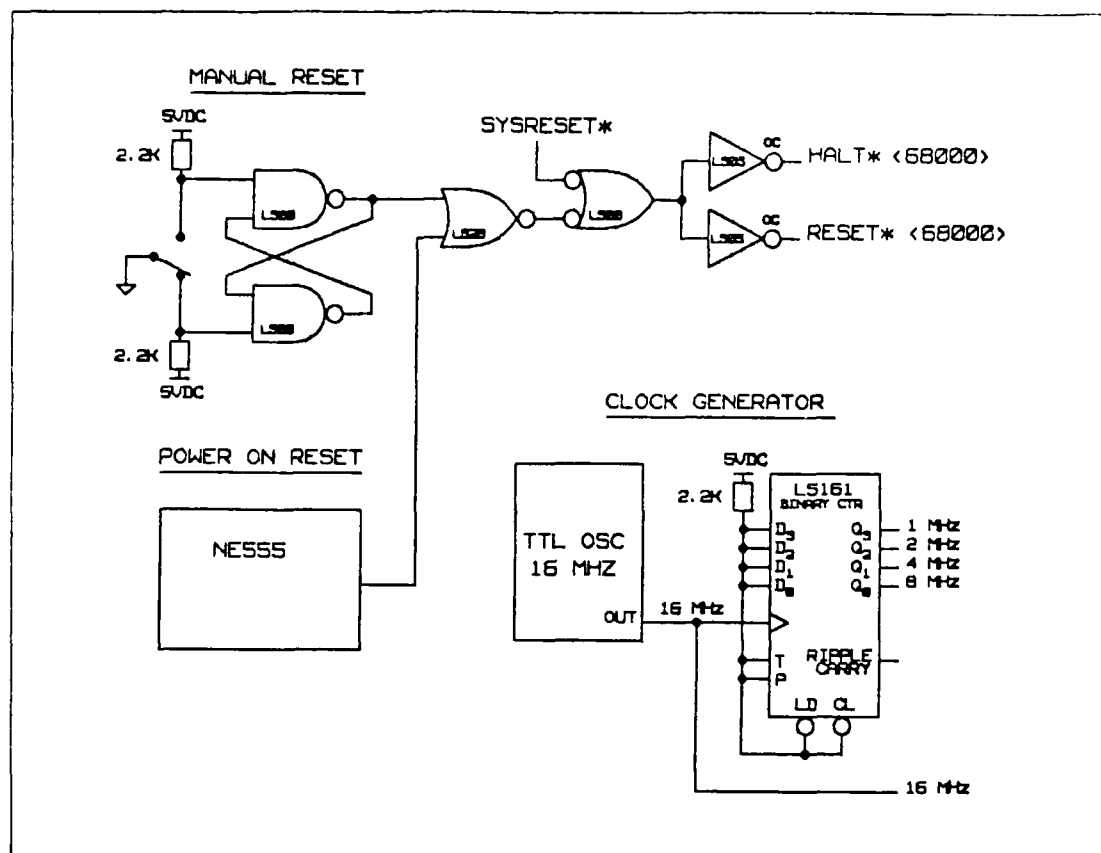 MANUAL RESET
5VDC
2.2K
LS00
LS00
2.2K
5VDC
SYSRESET*
LS00
OC
LS05
HALT* <68000>
OC
LS05
RESET* <68000>
POWER ON RESET
NE555
CLOCK GENERATOR
TTL OSC
16 MHZ
OUT
16 MHz
5VDC
2.2K
LS161
BINARY CTR
D3 Q3 1 MHz
D2 Q2 2 MHz
D1 Q1 4 MHz
D0 Q0 8 MHz
T RIPPLE
P CARRY
LD CL
16 MHz